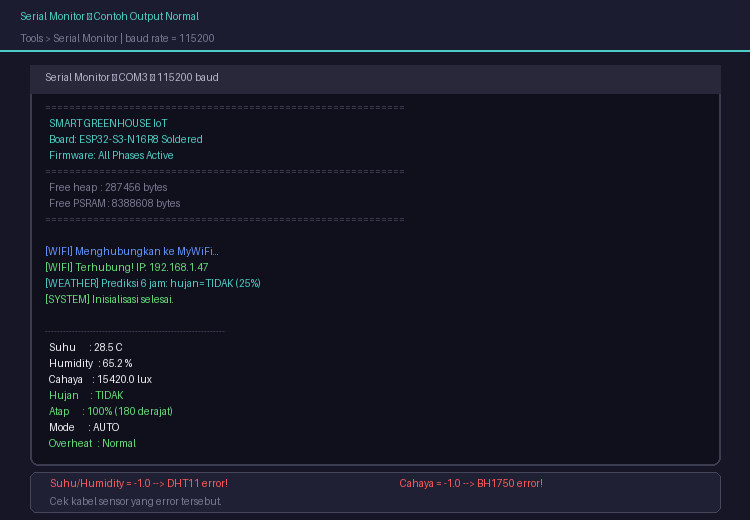 Serial Monitor ▯ Contoh Output Normal
Tools > Serial Monitor | baud rate = 115200
Serial Monitor ▯ COM3 ▯ 115200 baud
============================================================
SMART GREENHOUSE IoT
Board: ESP32-S3-N16R8 Soldered
Firmware: All Phases Active
============================================================
Free heap : 287456 bytes
Free PSRAM : 8388608 bytes
============================================================
[WIFI] Menghubungkan ke MyWiFi...
[WIFI] Terhubung! IP: 192.168.1.47
[WEATHER] Prediksi 6 jam: hujan=TIDAK (25%)
[SYSTEM] Inisialisasi selesai.
------------------------------------------------------------
Suhu : 28.5 C
Humidity : 65.2 %
Cahaya : 15420.0 lux
Hujan : TIDAK
Atap : 100% (180 derajat)
Mode : AUTO
Overheat : Normal
Suhu/Humidity = -1.0 --> DHT11 error! Cahaya = -1.0 --> BH1750 error!
Cek kabel sensor yang error tersebut.